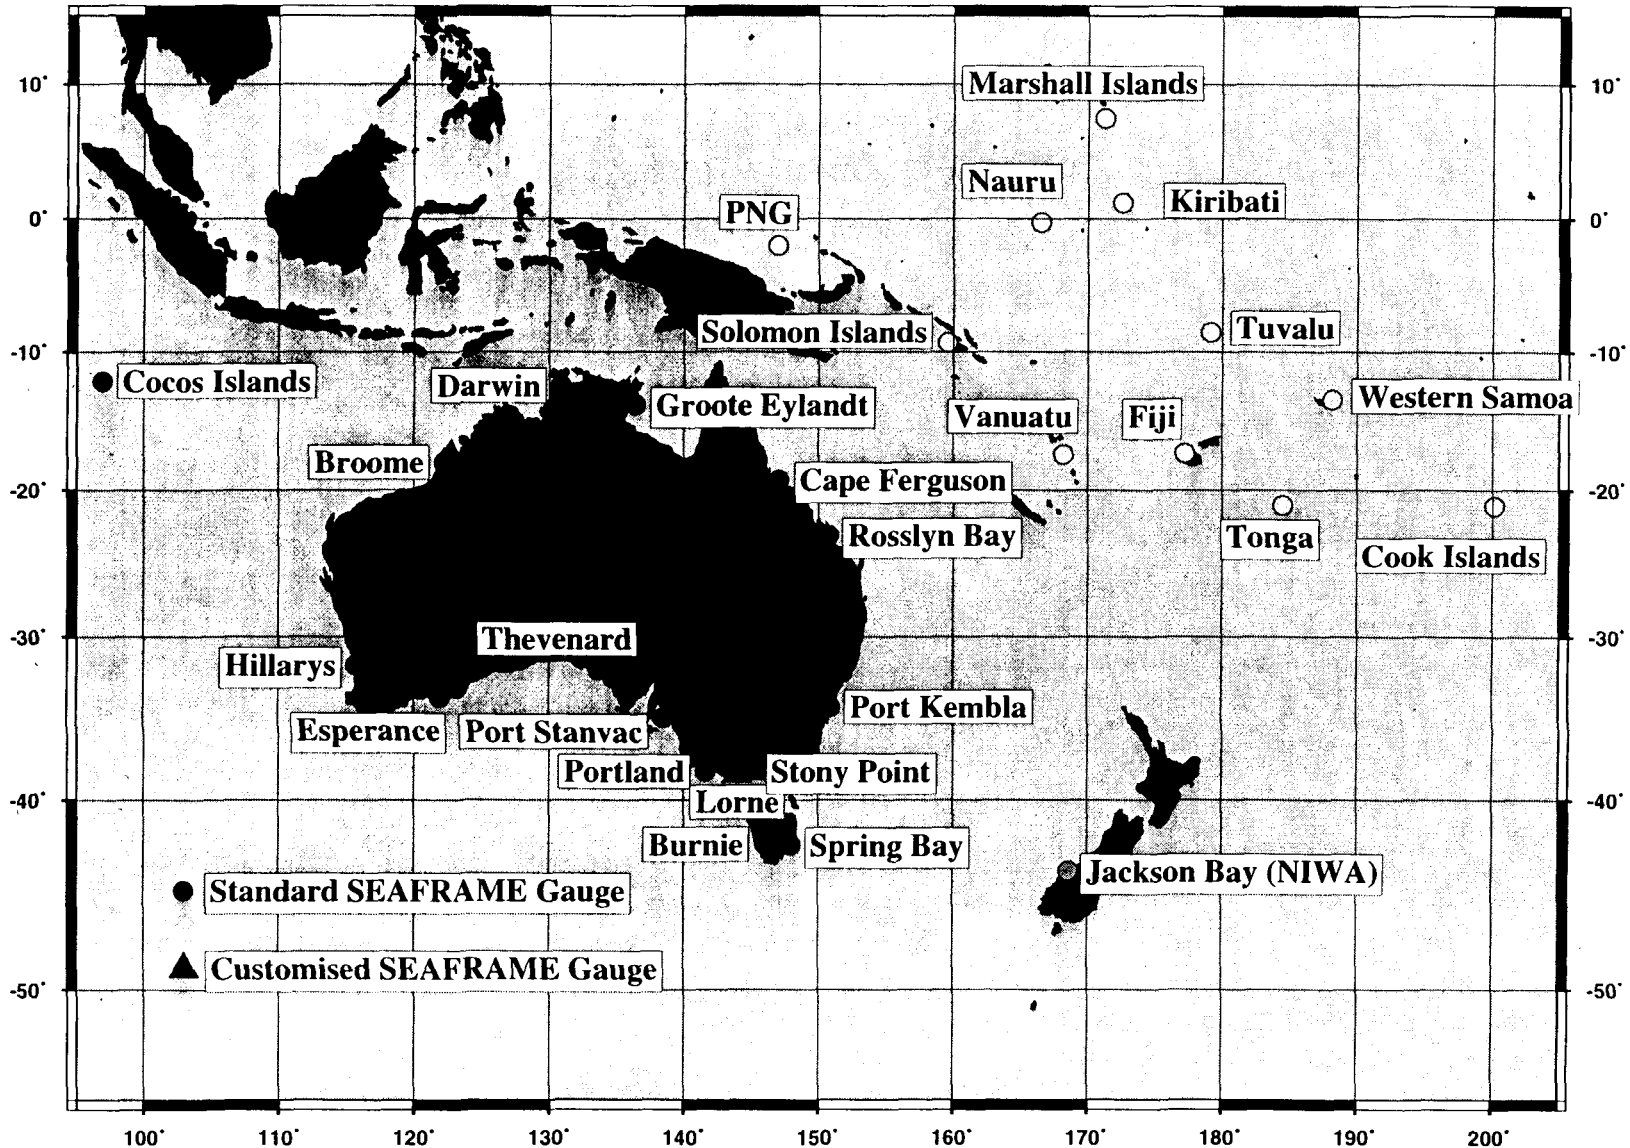 10°
Marshall Islands
10°
Nauru
Kiribati
PNG
0°
0°
Solomon Islands
Tuvalu
-10°
-10°
Cocos Islands
Darwin
Groote Eylandt
Western Samoa
Vanuatu
Fiji
Broome
Cape Ferguson
-20°
-20°
Rosslyn Bay
Tonga
Cook Islands
-30°
Thevenard
-30°
Hillarys
Port Kembla
Esperance
Port Stanvac
Portland
Stony Point
-40°
Lorne
-40°
Burnie
Spring Bay
Jackson Bay (NIWA)
Standard SEAFRAME Gauge
Customised SEAFRAME Gauge
-50°
-50°
100° 110° 120° 130° 140° 150° 160° 170° 180° 190° 200°